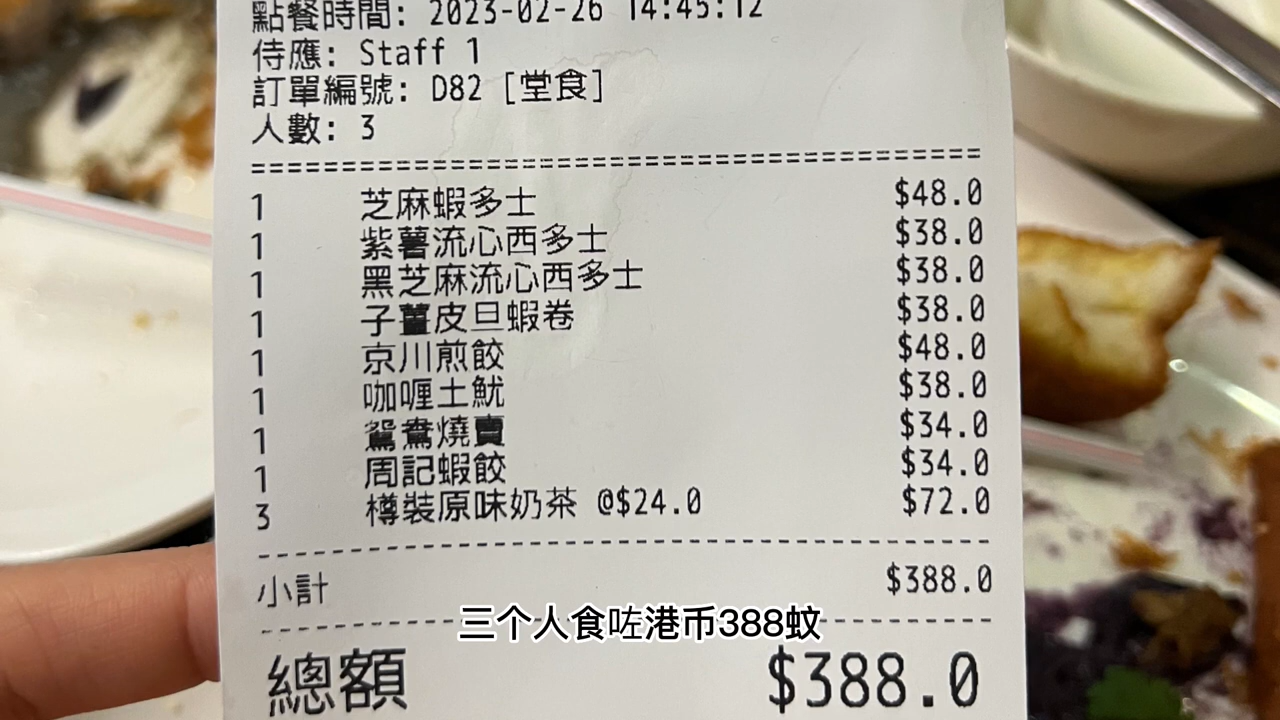 點餐時間: 2023-02-26 14:45:12
侍應: Staff 1
訂單編號: D82 [堂食]
人數: 3
========================================
1 芝麻蝦多士 $48.0
1 紫薯流心西多士 $38.0
1 黑芝麻流心西多士 $38.0
1 子薑皮旦蝦卷 $38.0
1 京川煎餃 $48.0
1 咖喱土魷 $38.0
1 鴛鴦燒賣 $34.0
1 周記蝦餃 $34.0
3 樽裝原味奶茶 @$24.0 $72.0
小計 $388.0
三个人食咗港币388蚊
總額 $388.0